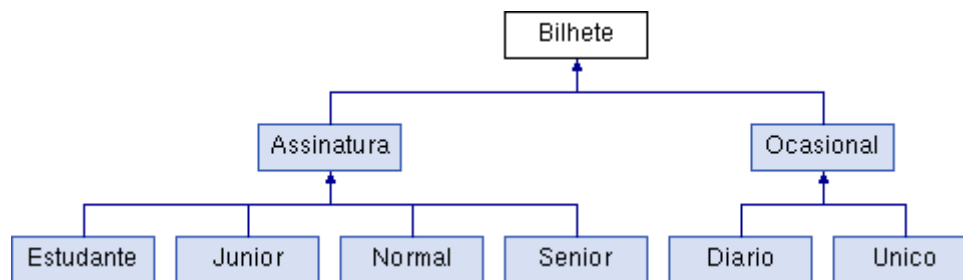 Bilhete
Assinatura
Ocasional
Estudante
Junior
Normal
Senior
Diario
Unico